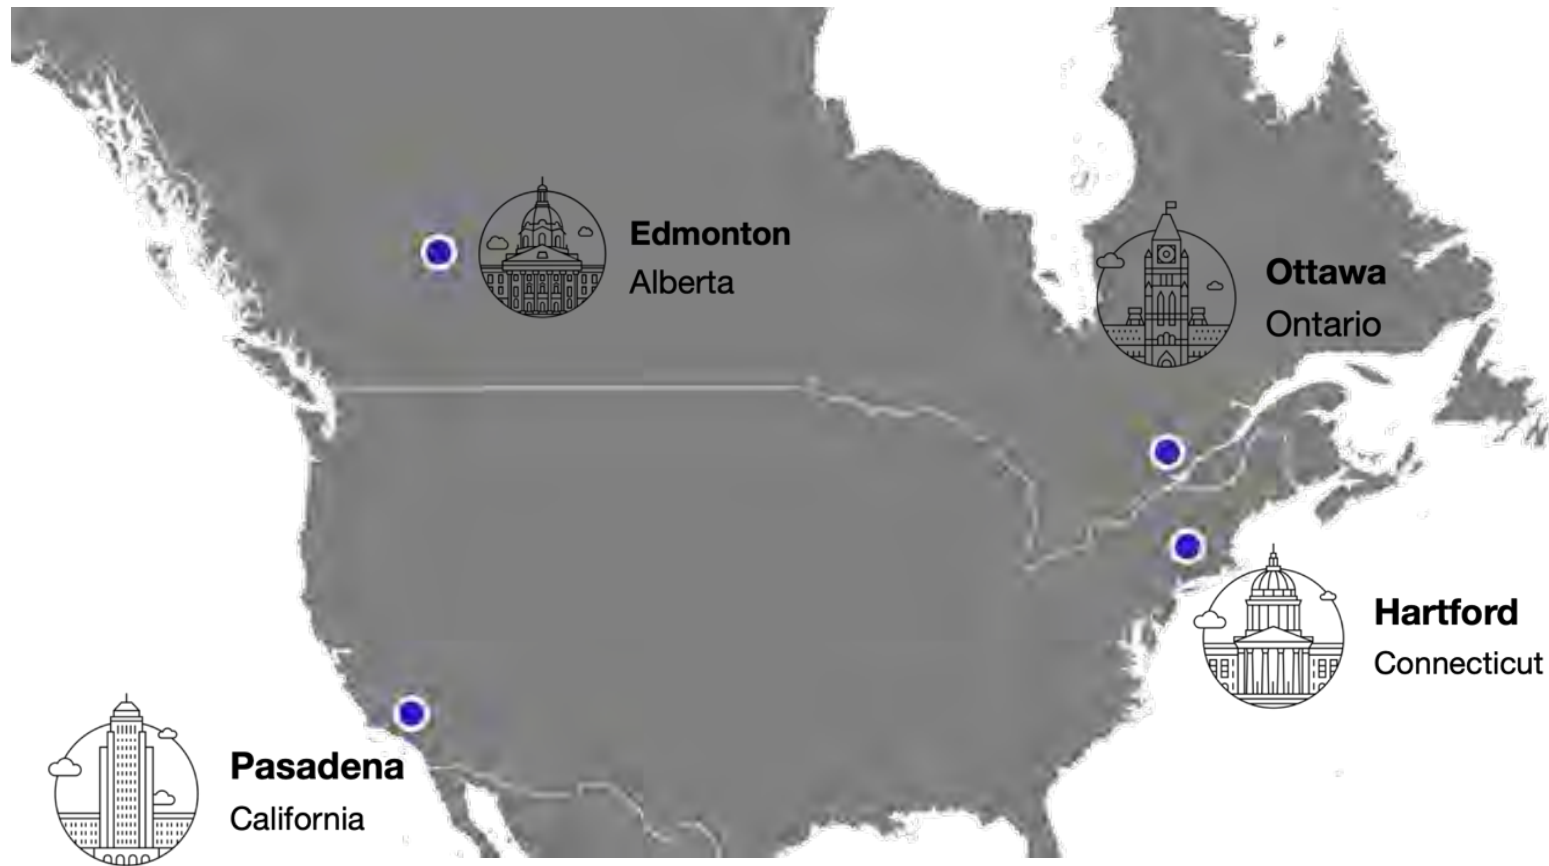 Edmonton
Alberta
Ottawa
Ontario
Hartford
Connecticut
Pasadena
California